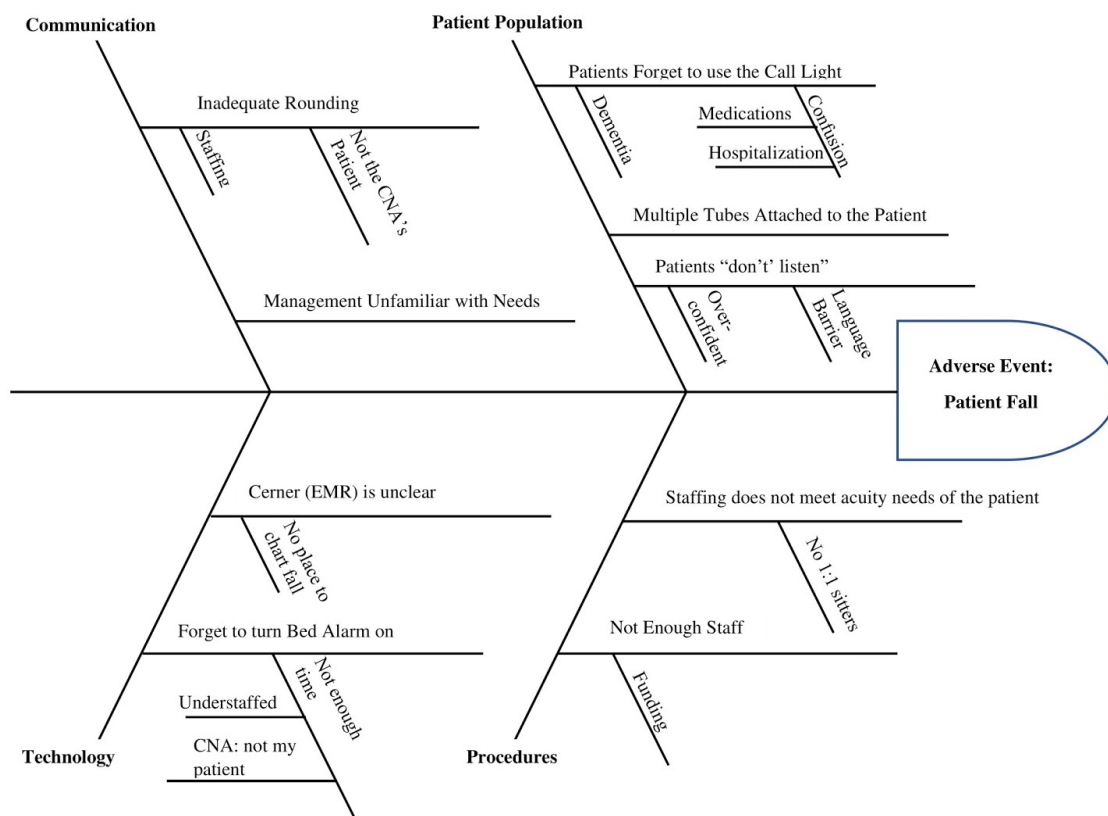 Communication
Inadequate Rounding
Staffing
Not the CNA's
Patient
Management Unfamiliar with Needs
Patient Population
Patients Forget to use the Call Light
Dementia
Confusion
Medications
Hospitalization
Multiple Tubes Attached to the Patient
Patients “don't' listen”
Over-
confident
Language
Barrier
Adverse Event:
Patient Fall
Cerner (EMR) is unclear
No place to
chart fall
Forget to turn Bed Alarm on
Not enough
time
Understaffed
CNA: not my
patient
Technology
Staffing does not meet acuity needs of the patient
No 1:1 sitters
Not Enough Staff
Funding
Procedures